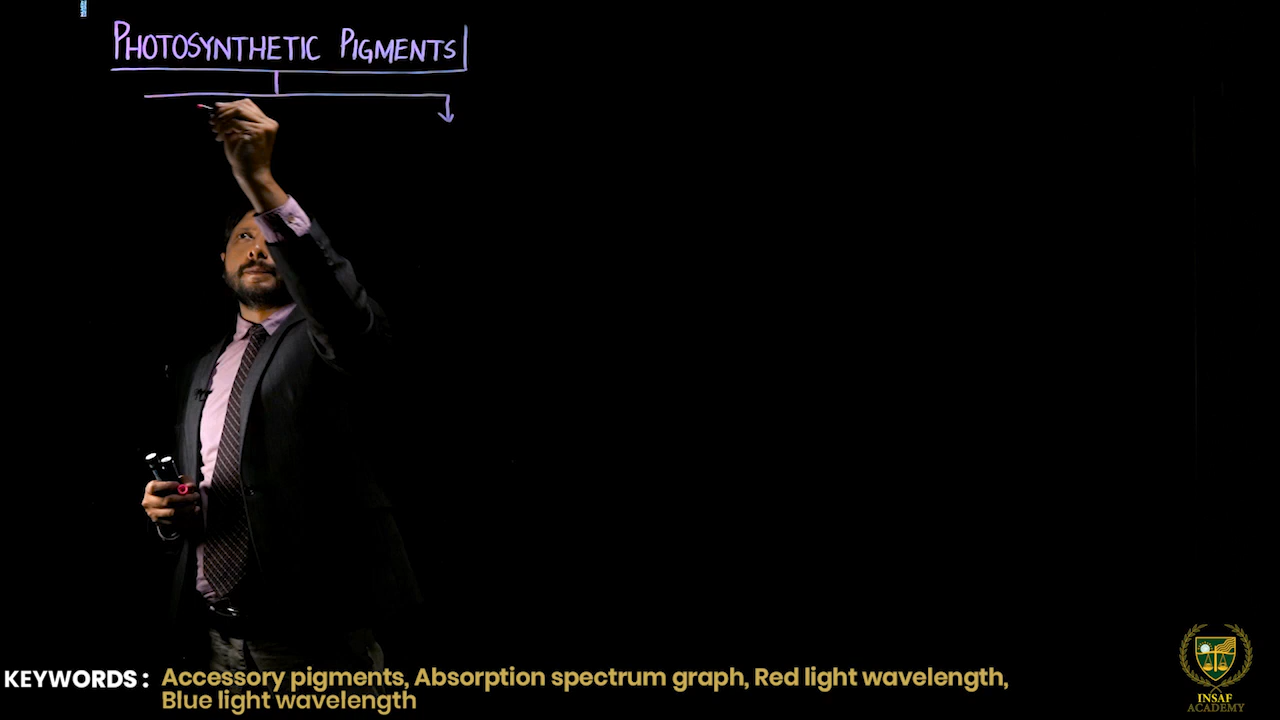 PHOTOSYNTHETIC PIGMENTS
KEYWORDS : Accessory pigments, Absorption spectrum graph, Red light wavelength,
Blue light wavelength
INSAF
ACADEMY